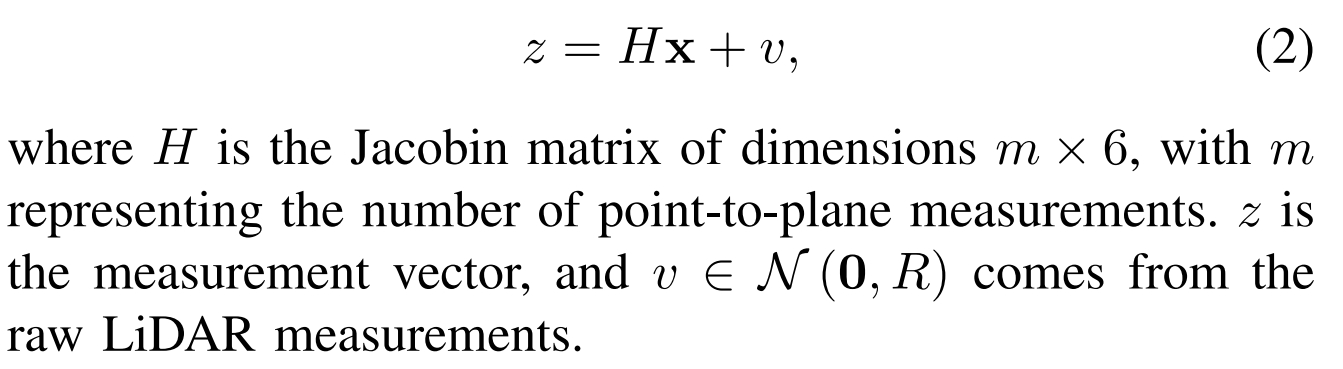 z = Hx + v, (2)
where H is the Jacobin matrix of dimensions m × 6, with m
representing the number of point-to-plane measurements. z is
the measurement vector, and v ∈ 𝒩 (0, R) comes from the
raw LiDAR measurements.